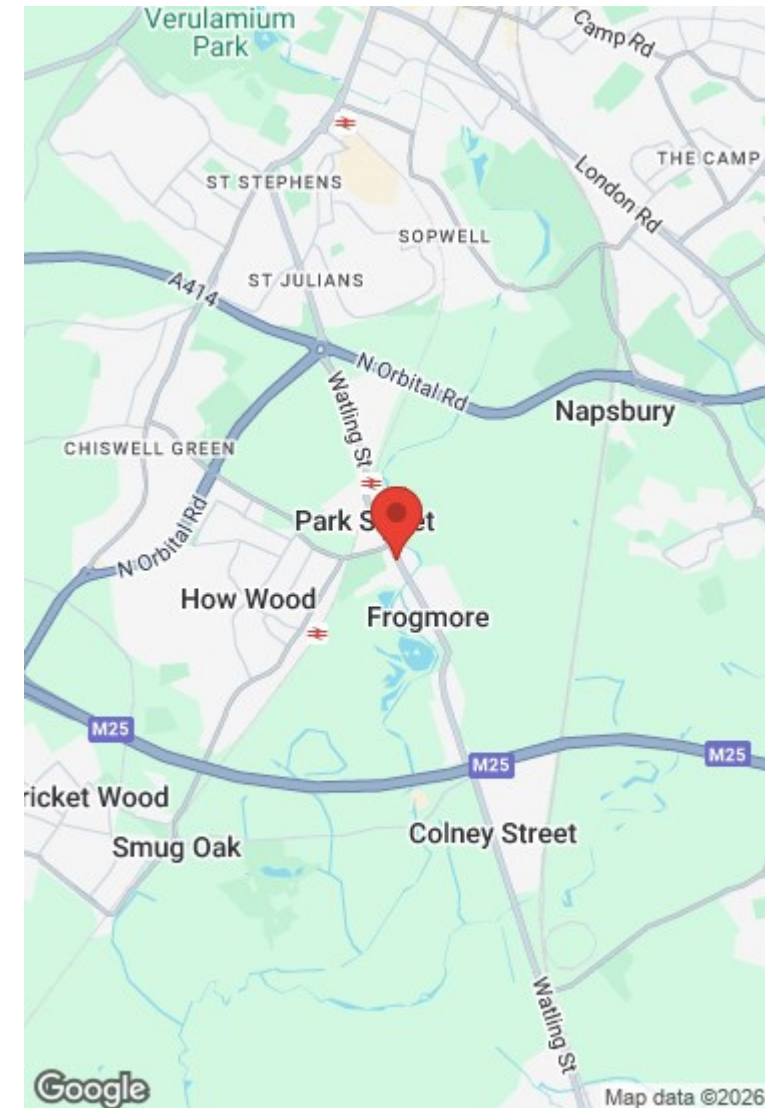 Verulamium
Park
Camp Rd
THE CAMP
ST STEPHENS
London Rd
SOPWELL
ST JULIANS
A414
N Orbital Rd
Watling St
Napsbury
CHISWELL GREEN
Park
N Orbital Rd
How Wood
Frogmore
M25
M25
M25
ricket Wood
Smug Oak
Colney Street
Watling St
Google
Map data ©2026